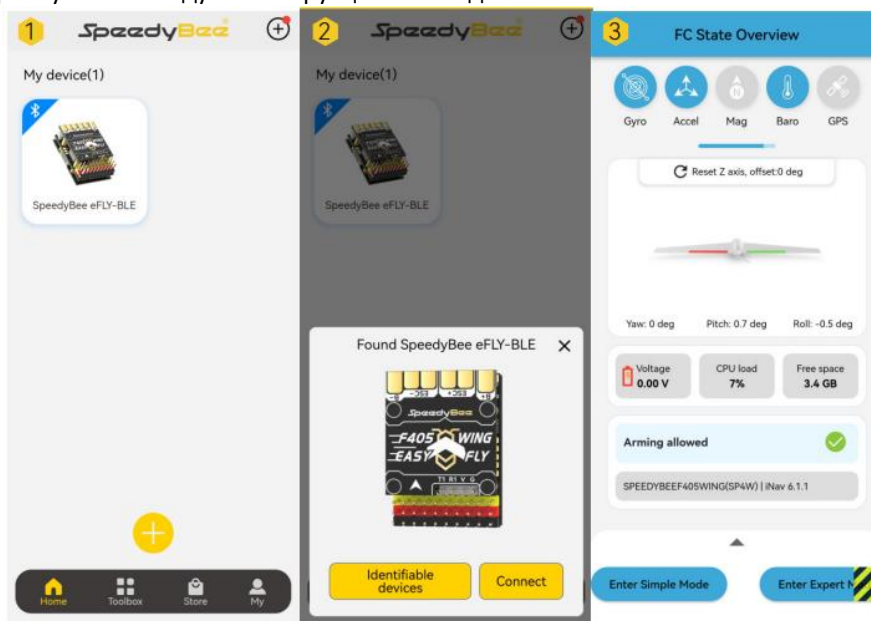 1
SpeedyBee
My device(1)
SpeedyBee eFLY-BLE
Home
Toolbox
Store
My
2
SpeedyBee
My device(1)
SpeedyBee eFLY-BLE
Found SpeedyBee eFLY-BLE
SpeedyBee
F405 WING
EASY FLY
T1 R1 V G
Identifiable
devices
Connect
3
FC State Overview
Gyro
Accel
Mag
Baro
GPS
Reset Z axis, offset:0 deg
Yaw: 0 deg
Pitch: 0.7 deg
Roll: -0.5 deg
Voltage
0.00 V
CPU load
7%
Free space
3.4 GB
Arming allowed
SPEEDYBEEF405WING(SP4W) | iNav 6.1.1
Enter Simple Mode
Enter Expert M